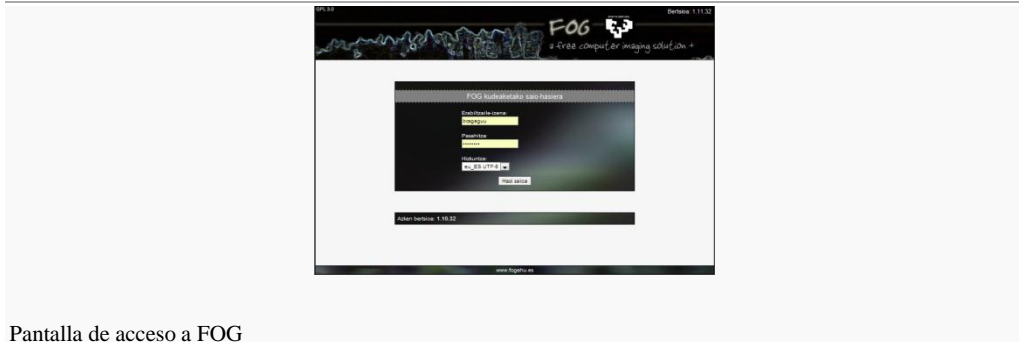 GPL 3.0
Bertsioa: 1.11.32
FOG
a free computer imaging solution +
FOG kudeaketako saio-hasiera
Erabiltzaile-izena:
Pasahitza:
••••••••
Hizkuntza:
eu_ES.UTF-8
Hasi saioa
Azken bertsioa: 1.10.32
www.fogehu.es
Pantalla de acceso a FOG